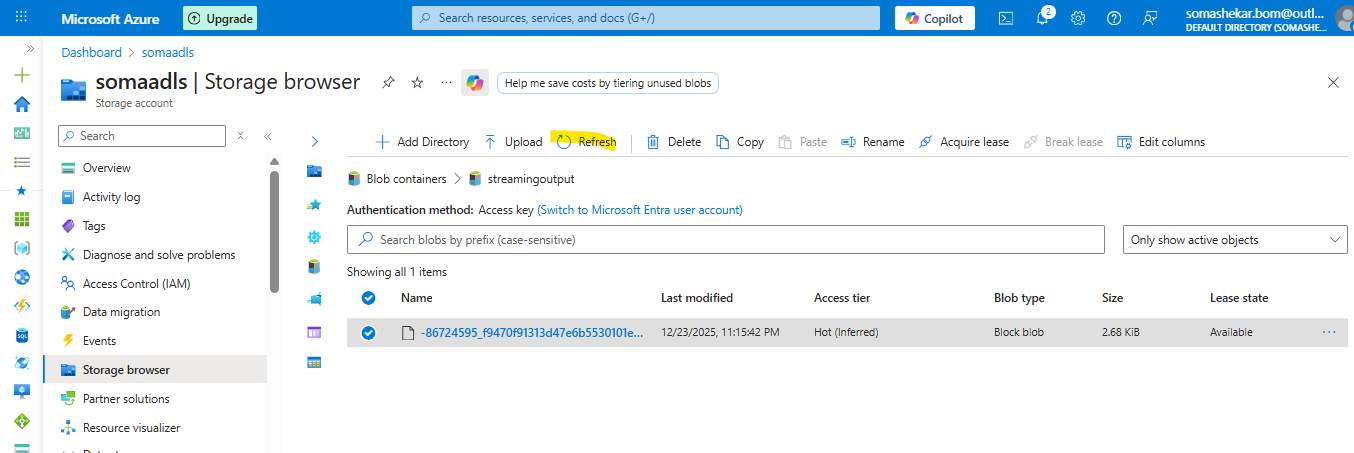 Microsoft Azure
Upgrade
Search resources, services, and docs (G+/)
Copilot
2
somashekar.bom@outl...
DEFAULT DIRECTORY (SOMASHE...
Dashboard > somaadls
somaadls | Storage browser
Storage account
Help me save costs by tiering unused blobs
Search
Overview
Activity log
Tags
Diagnose and solve problems
Access Control (IAM)
Data migration
Events
Storage browser
Partner solutions
Resource visualizer
Add Directory Upload Refresh Delete Copy Paste Rename Acquire lease Break lease Edit columns
Blob containers > streamingoutput
Authentication method: Access key (Switch to Microsoft Entra user account)
Search blobs by prefix (case-sensitive)
Only show active objects
Showing all 1 items
Name Last modified Access tier Blob type Size Lease state
-86724595_f9470f91313d47e6b5530101e... 12/23/2025, 11:15:42 PM Hot (Inferred) Block blob 2.68 KiB Available